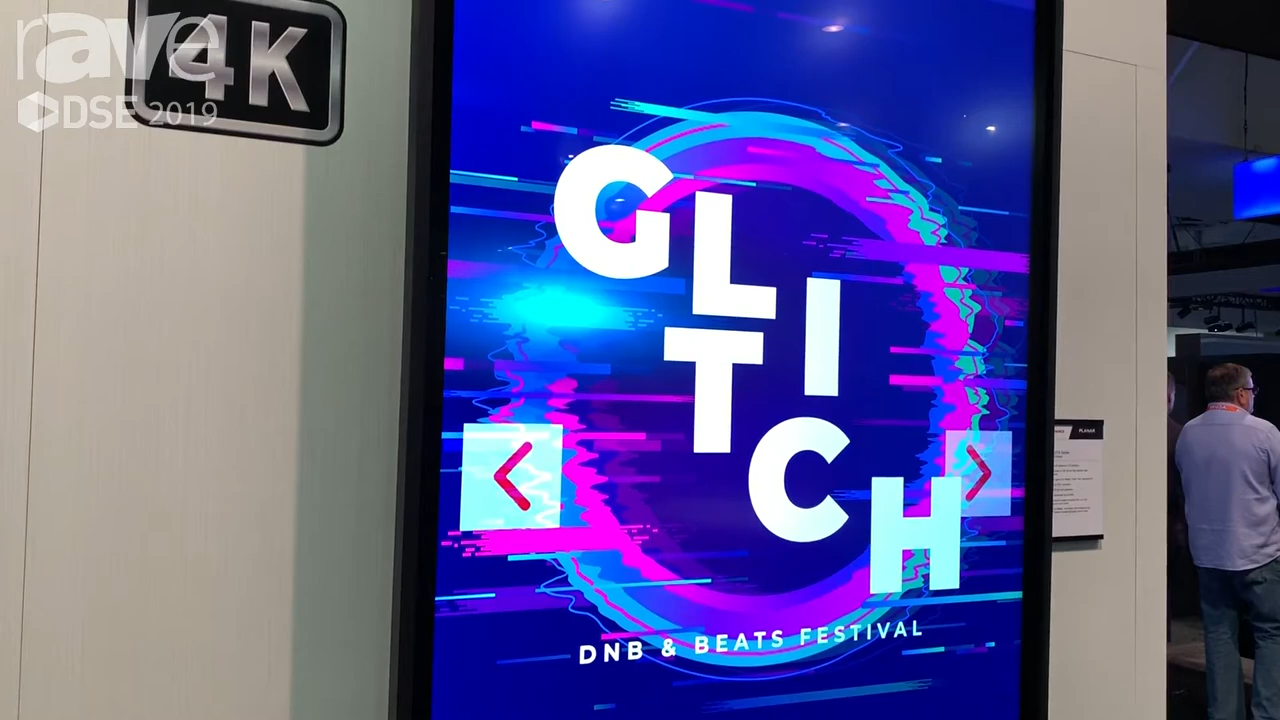 rAVe
DSE 2019
4K
GLITCH
DNB & BEATS FESTIVAL
PLANAR